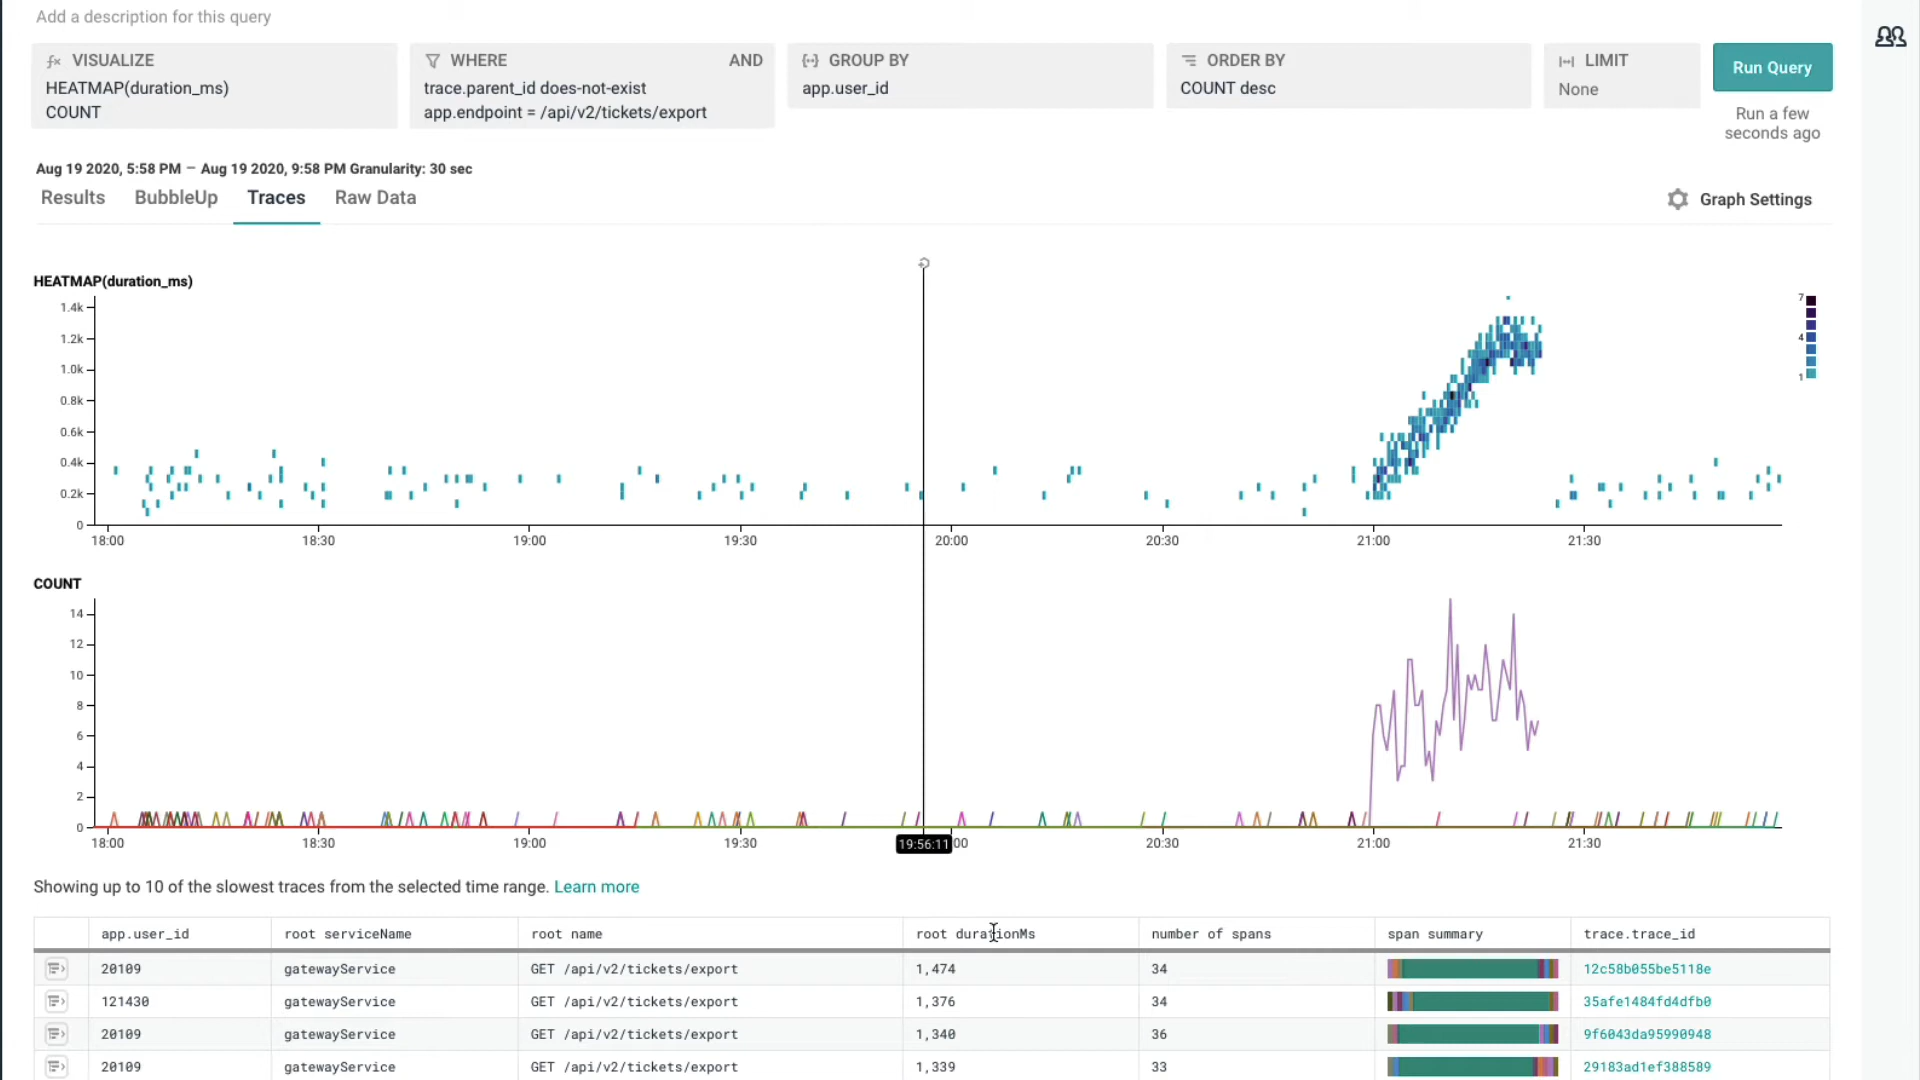 Add a description for this query
VISUALIZE
HEATMAP(duration_ms)
COUNT
WHERE AND
trace.parent_id does-not-exist
app.endpoint = /api/v2/tickets/export
GROUP BY
app.user_id
ORDER BY
COUNT desc
LIMIT
None
Run Query
Run a few
seconds ago
Aug 19 2020, 5:58 PM – Aug 19 2020, 9:58 PM Granularity: 30 sec
Results BubbleUp Traces Raw Data
Graph Settings
HEATMAP(duration_ms)
1.4k
1.2k
1.0k
0.8k
0.6k
0.4k
0.2k
0
18:00 18:30 19:00 19:30 20:00 20:30 21:00 21:30
7
4
1
COUNT
14
12
10
8
6
4
2
0
18:00 18:30 19:00 19:30 19:56:11 00 20:30 21:00 21:30
Showing up to 10 of the slowest traces from the selected time range. Learn more
app.user_id root serviceName root name root durationMs number of spans span summary trace.trace_id
20109 gatewayService GET /api/v2/tickets/export 1,474 34 12c58b055be5118e
121430 gatewayService GET /api/v2/tickets/export 1,376 34 35afe1484fd4dfb0
20109 gatewayService GET /api/v2/tickets/export 1,340 36 9f6043da95990948
20109 gatewayService GET /api/v2/tickets/export 1,339 33 29183ad1ef388589